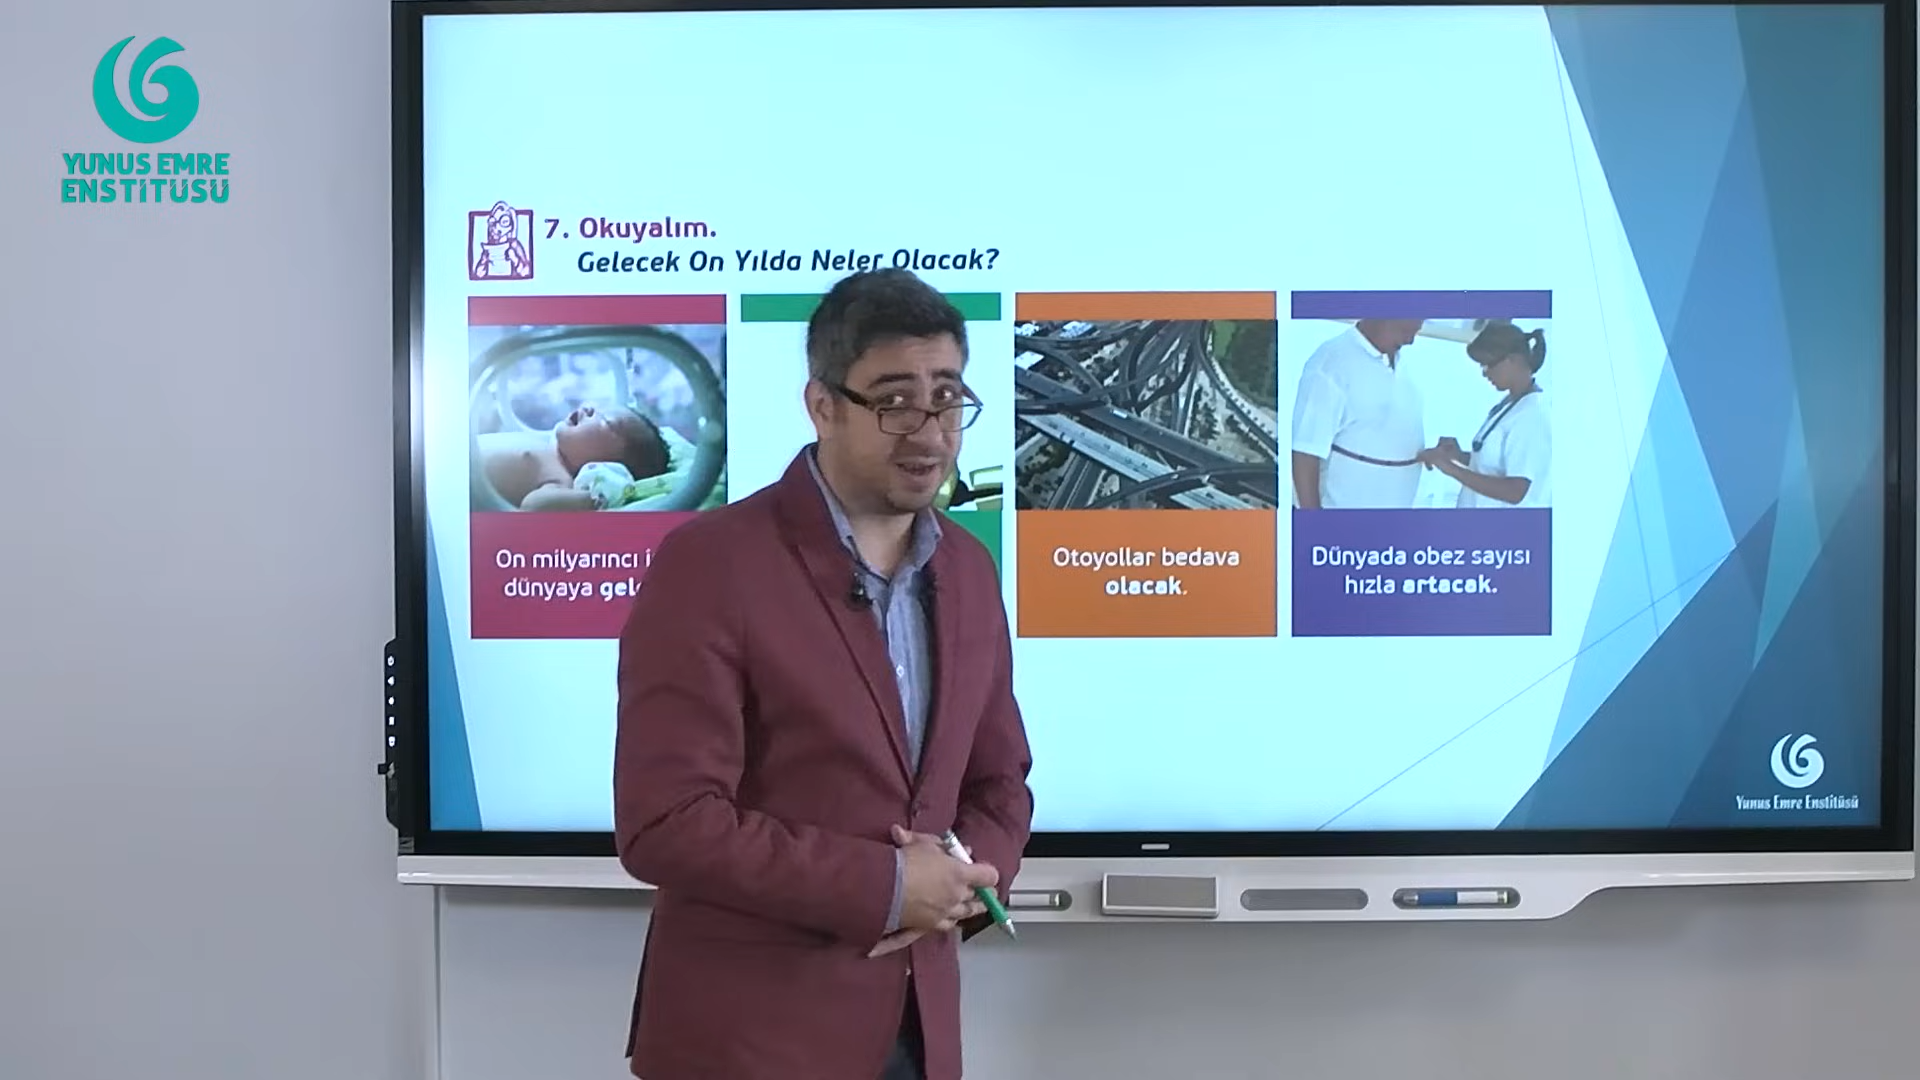 YUNUS EMRE
ENSTİTÜSÜ
7. Okuyalım.
Gelecek On Yılda Neler Olacak?
On milyarıncı
dünyaya
Otoyollar bedava
olacak.
Dünyada obez sayısı
hızla artacak.
Yunus Emre Enstitüsü